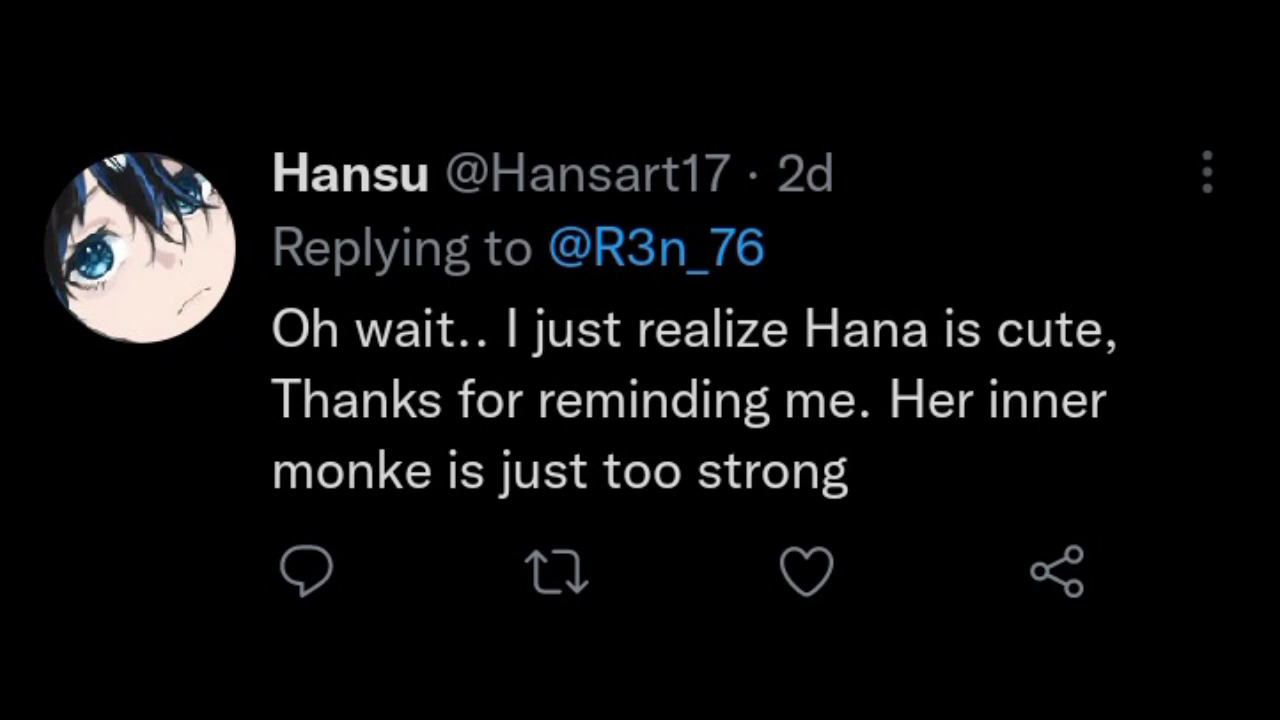 Hansu @Hansart17 · 2d
Replying to @R3n_76
Oh wait.. I just realize Hana is cute,
Thanks for reminding me. Her inner
monke is just too strong